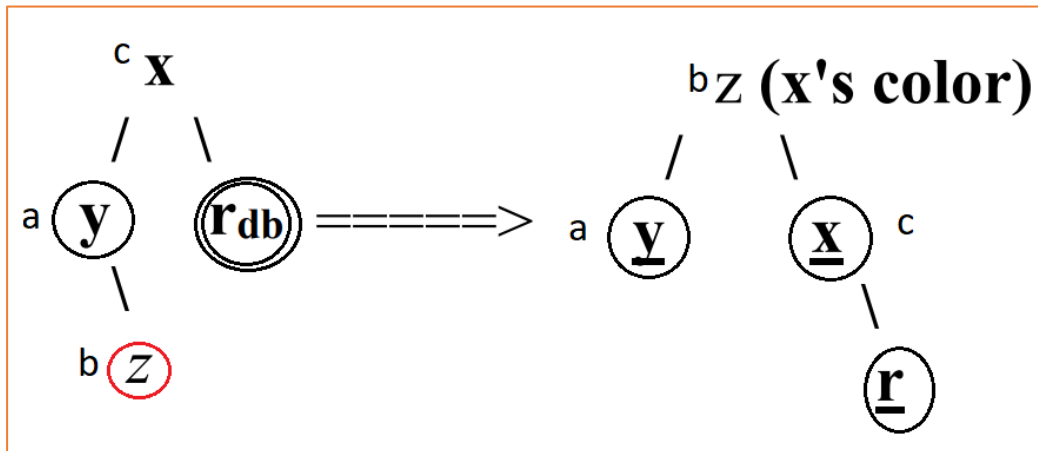 c x
b z (x's color)
/ \
/ \
a y
r db
======>
a y
x c
\
\
b z
r